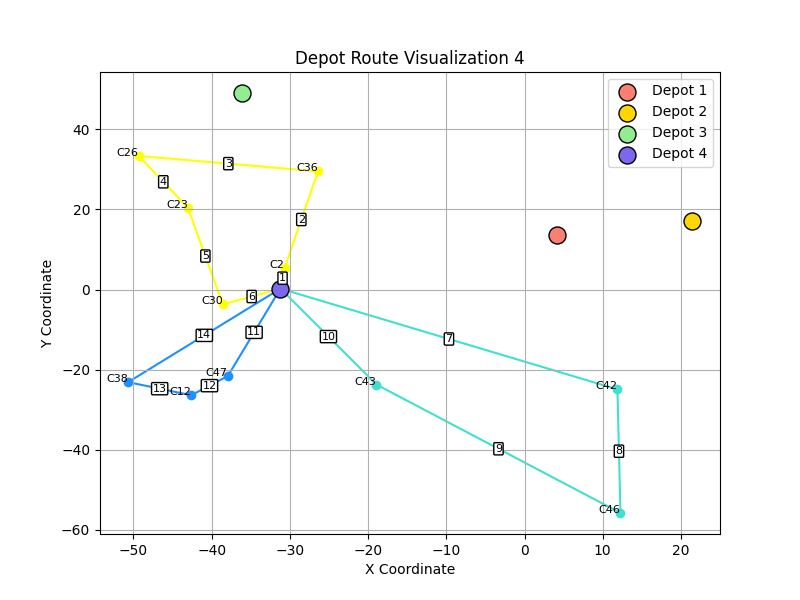 Depot Route Visualization 4
Depot 1
Depot 2
Depot 3
Depot 4
Y Coordinate
40
20
0
−20
−40
−60
C26
3
C36
4
C23
2
5
C2
1
C30
6
14
11
10
7
C38
13
C12
12
C47
C43
C42
9
8
C46
−50
−40
−30
−20
−10
0
10
20
X Coordinate